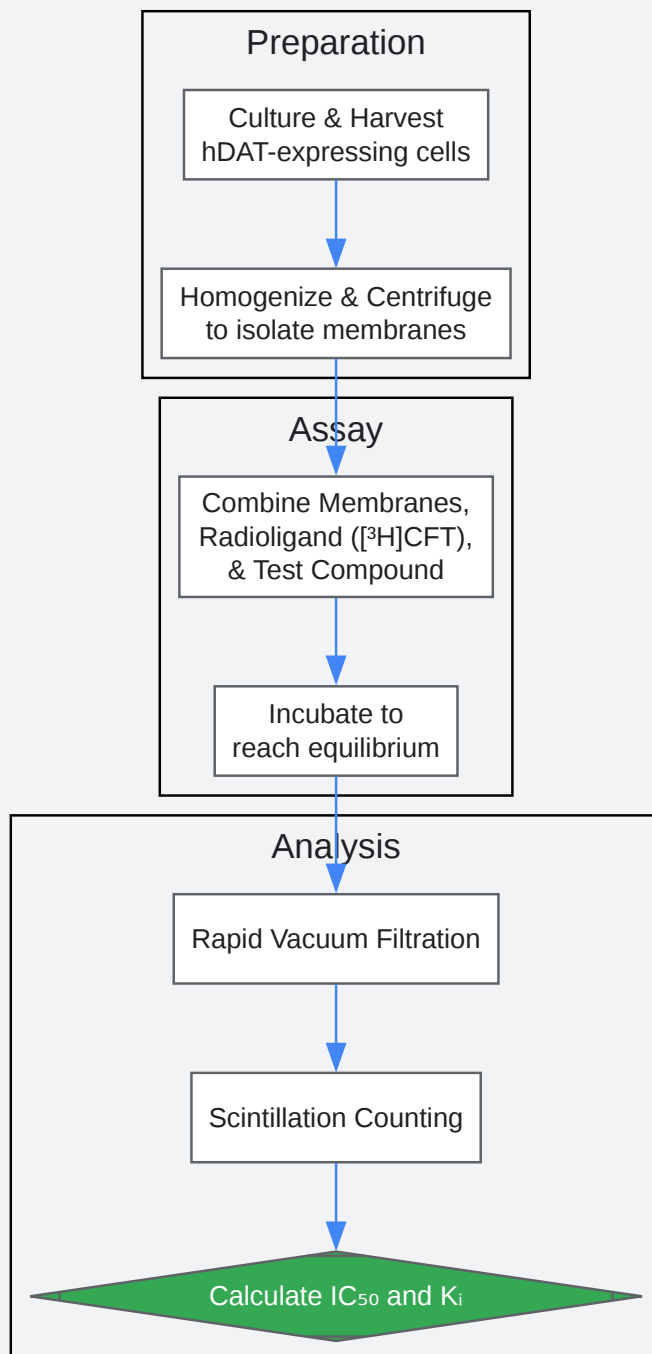 Preparation
Culture & Harvest
hDAT-expressing cells
Homogenize & Centrifuge
to isolate membranes
Assay
Combine Membranes,
Radioligand ([³H]CFT),
& Test Compound
Incubate to
reach equilibrium
Analysis
Rapid Vacuum Filtration
Scintillation Counting
Calculate IC₅₀ and Kᵢ